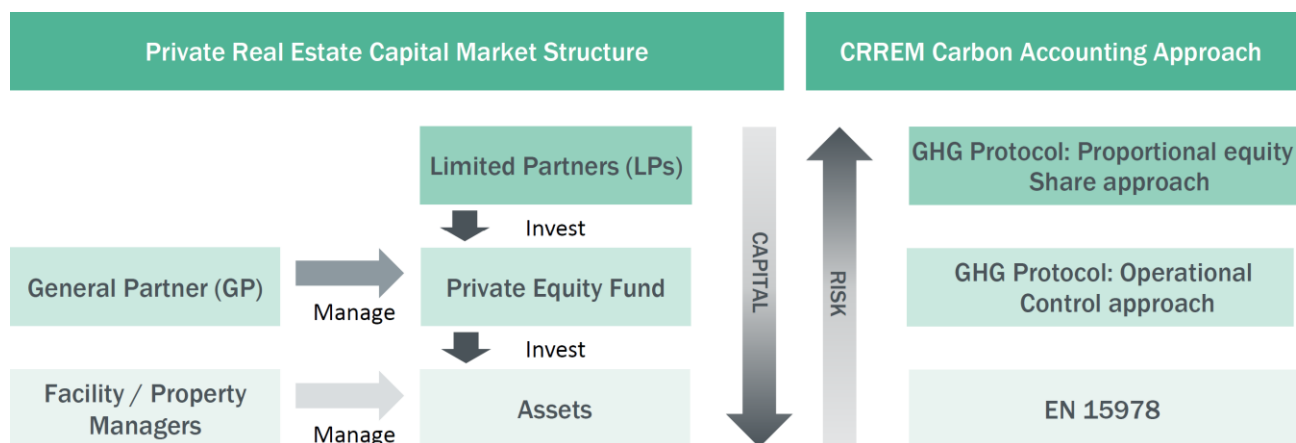 Private Real Estate Capital Market Structure
CRREM Carbon Accounting Approach
Limited Partners (LPs)
GHG Protocol: Proportional equity
Share approach
Invest
General Partner (GP)
Manage
Private Equity Fund
GHG Protocol: Operational
Control approach
CAPITAL
RISK
Invest
Facility / Property
Managers
Manage
Assets
EN 15978